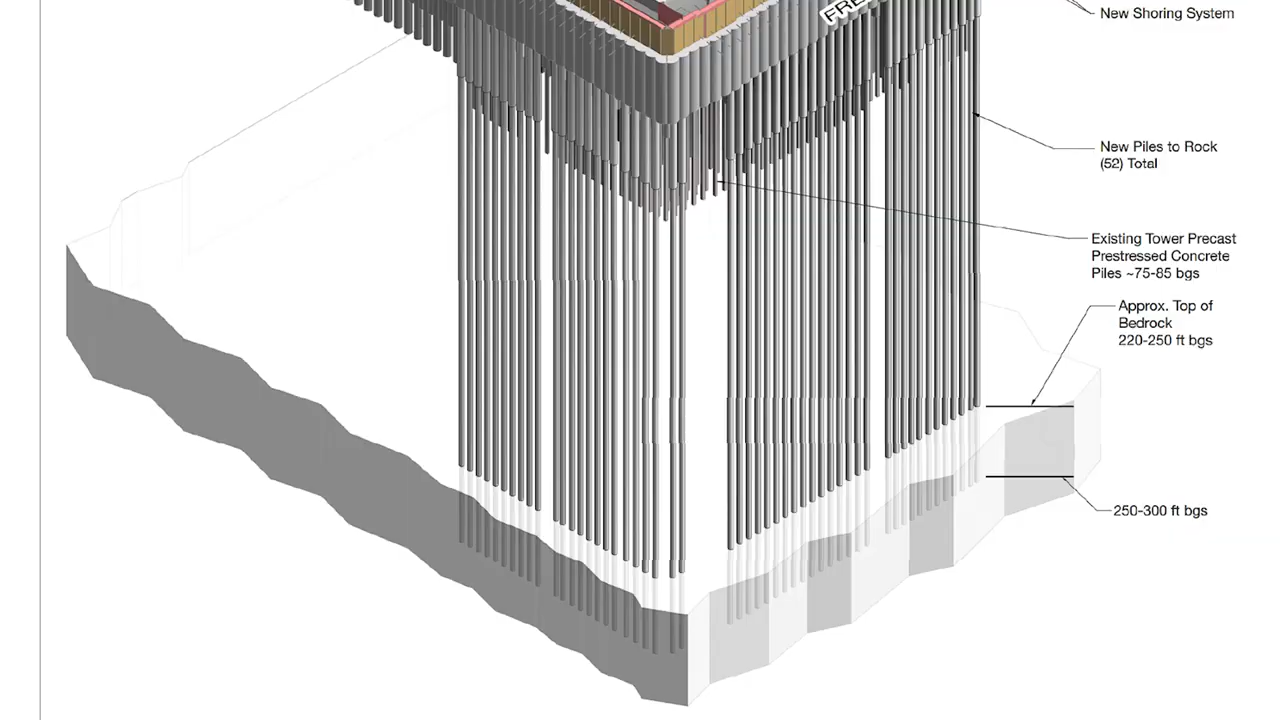 FRE
New Shoring System
New Piles to Rock
(52) Total
Existing Tower Precast
Prestressed Concrete
Piles ~75-85 bgs
Approx. Top of
Bedrock
220-250 ft bgs
250-300 ft bgs